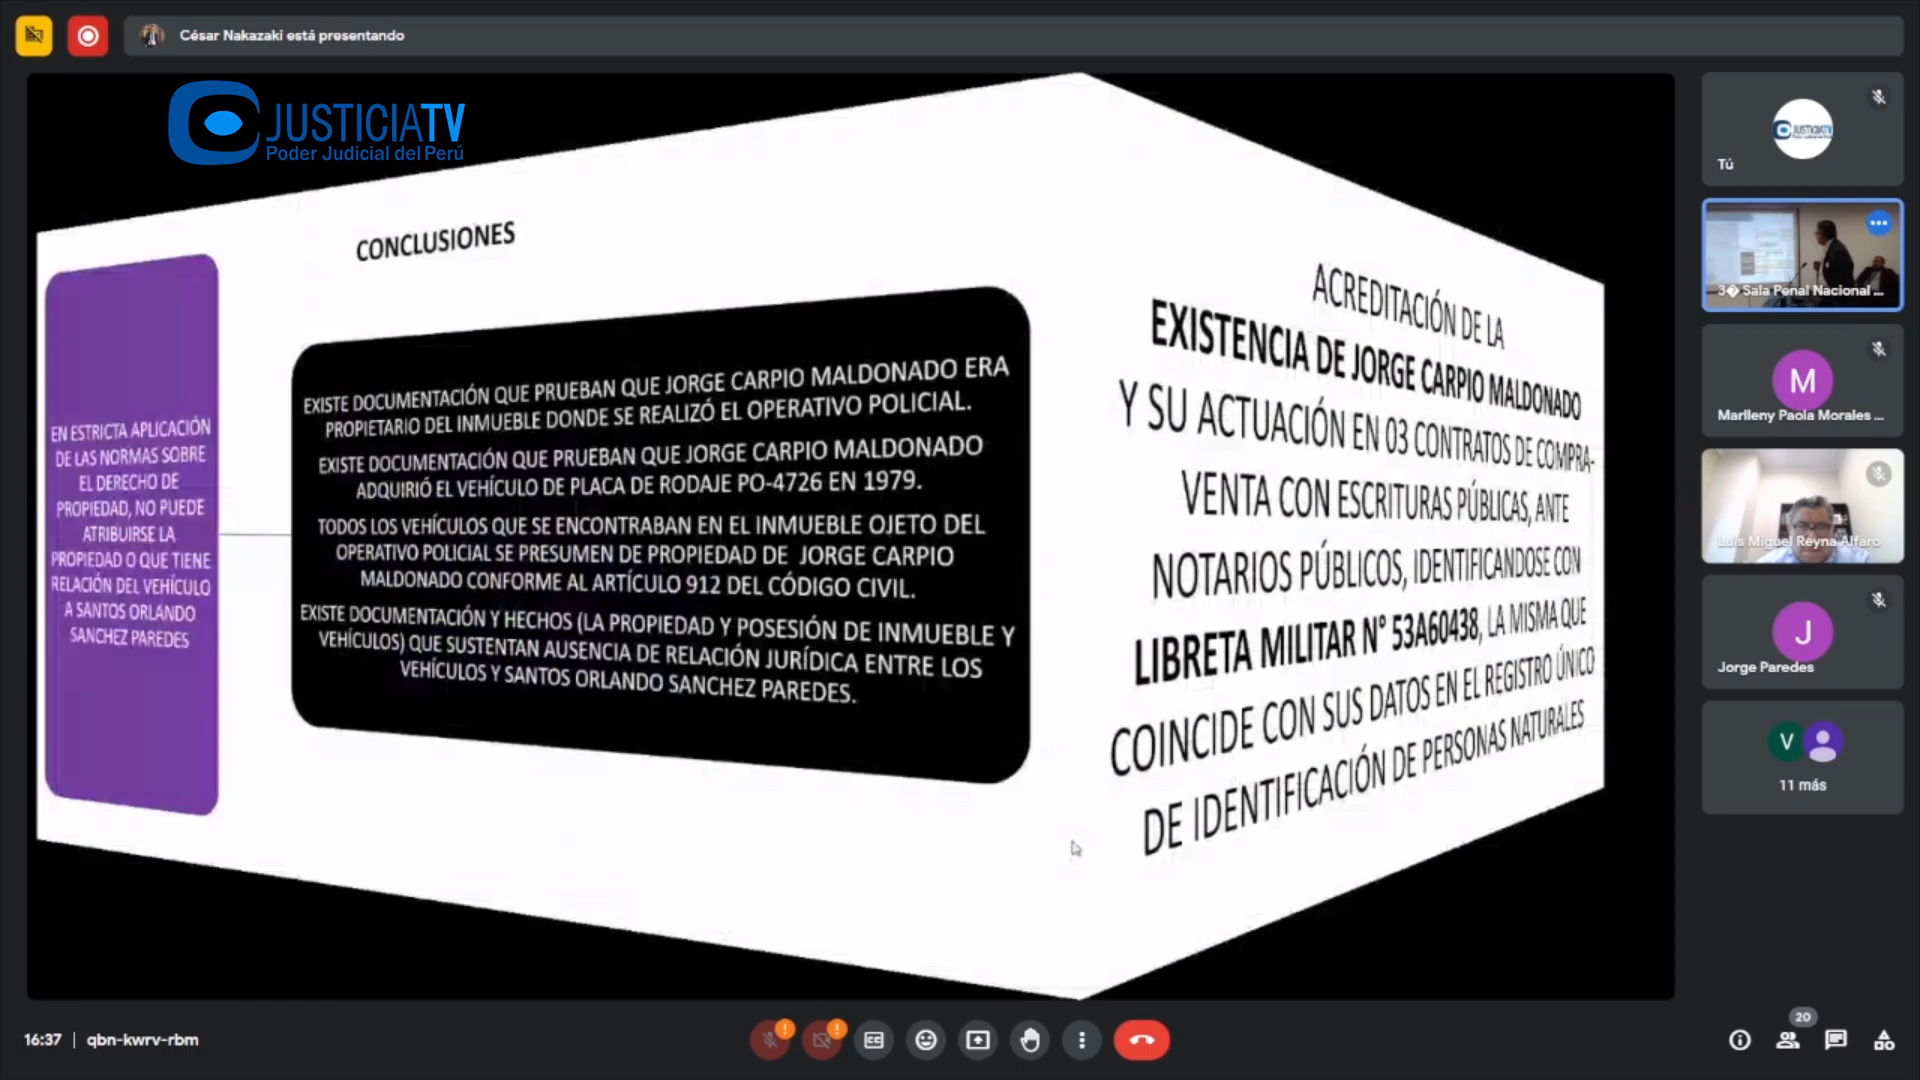 César Nakazaki está presentando
JUSTICIATV
Poder Judicial del Perú
CONCLUSIONES
EN ESTRICTA APLICACIÓN
DE LAS NORMAS SOBRE
EL DERECHO DE
PROPIEDAD, NO PUEDE
ATRIBUIRSE LA
PROPIEDAD O QUE TIENE
RELACIÓN DEL VEHÍCULO
A SANTOS ORLANDO
SANCHEZ PAREDES
EXISTE DOCUMENTACIÓN QUE PRUEBAN QUE JORGE CARPIO MALDONADO ERA
PROPIETARIO DEL INMUEBLE DONDE SE REALIZÓ EL OPERATIVO POLICIAL.
EXISTE DOCUMENTACIÓN QUE PRUEBAN QUE JORGE CARPIO MALDONADO
ADQUIRIÓ EL VEHÍCULO DE PLACA DE RODAJE PO-4726 EN 1979.
TODOS LOS VEHÍCULOS QUE SE ENCONTRABAN EN EL INMUEBLE OJETO DEL
OPERATIVO POLICIAL SE PRESUMEN DE PROPIEDAD DE JORGE CARPIO
MALDONADO CONFORME AL ARTÍCULO 912 DEL CÓDIGO CIVIL.
EXISTE DOCUMENTACIÓN Y HECHOS (LA PROPIEDAD Y POSESIÓN DE INMUEBLE Y
VEHÍCULOS) QUE SUSTENTAN AUSENCIA DE RELACIÓN JURÍDICA ENTRE LOS
VEHÍCULOS Y SANTOS ORLANDO SANCHEZ PAREDES.
ACREDITACIÓN DE LA
EXISTENCIA DE JORGE CARPIO MALDONADO
Y SU ACTUACIÓN EN 03 CONTRATOS DE COMPRA-
VENTA CON ESCRITURAS PÚBLICAS, ANTE
NOTARIOS PÚBLICOS, IDENTIFICANDOSE CON
LIBRETA MILITAR N° 53A60438, LA MISMA QUE
COINCIDE CON SUS DATOS EN EL REGISTRO ÚNICO
DE IDENTIFICACIÓN DE PERSONAS NATURALES
JUSTICIATV
Tú
3� Sala Penal Nacional ...
M
Marlleny Paola Morales ...
Luis Miguel Reyna Alfaro
J
Jorge Paredes
V
11 más
16:37 | qbn-kwrv-rbm
20